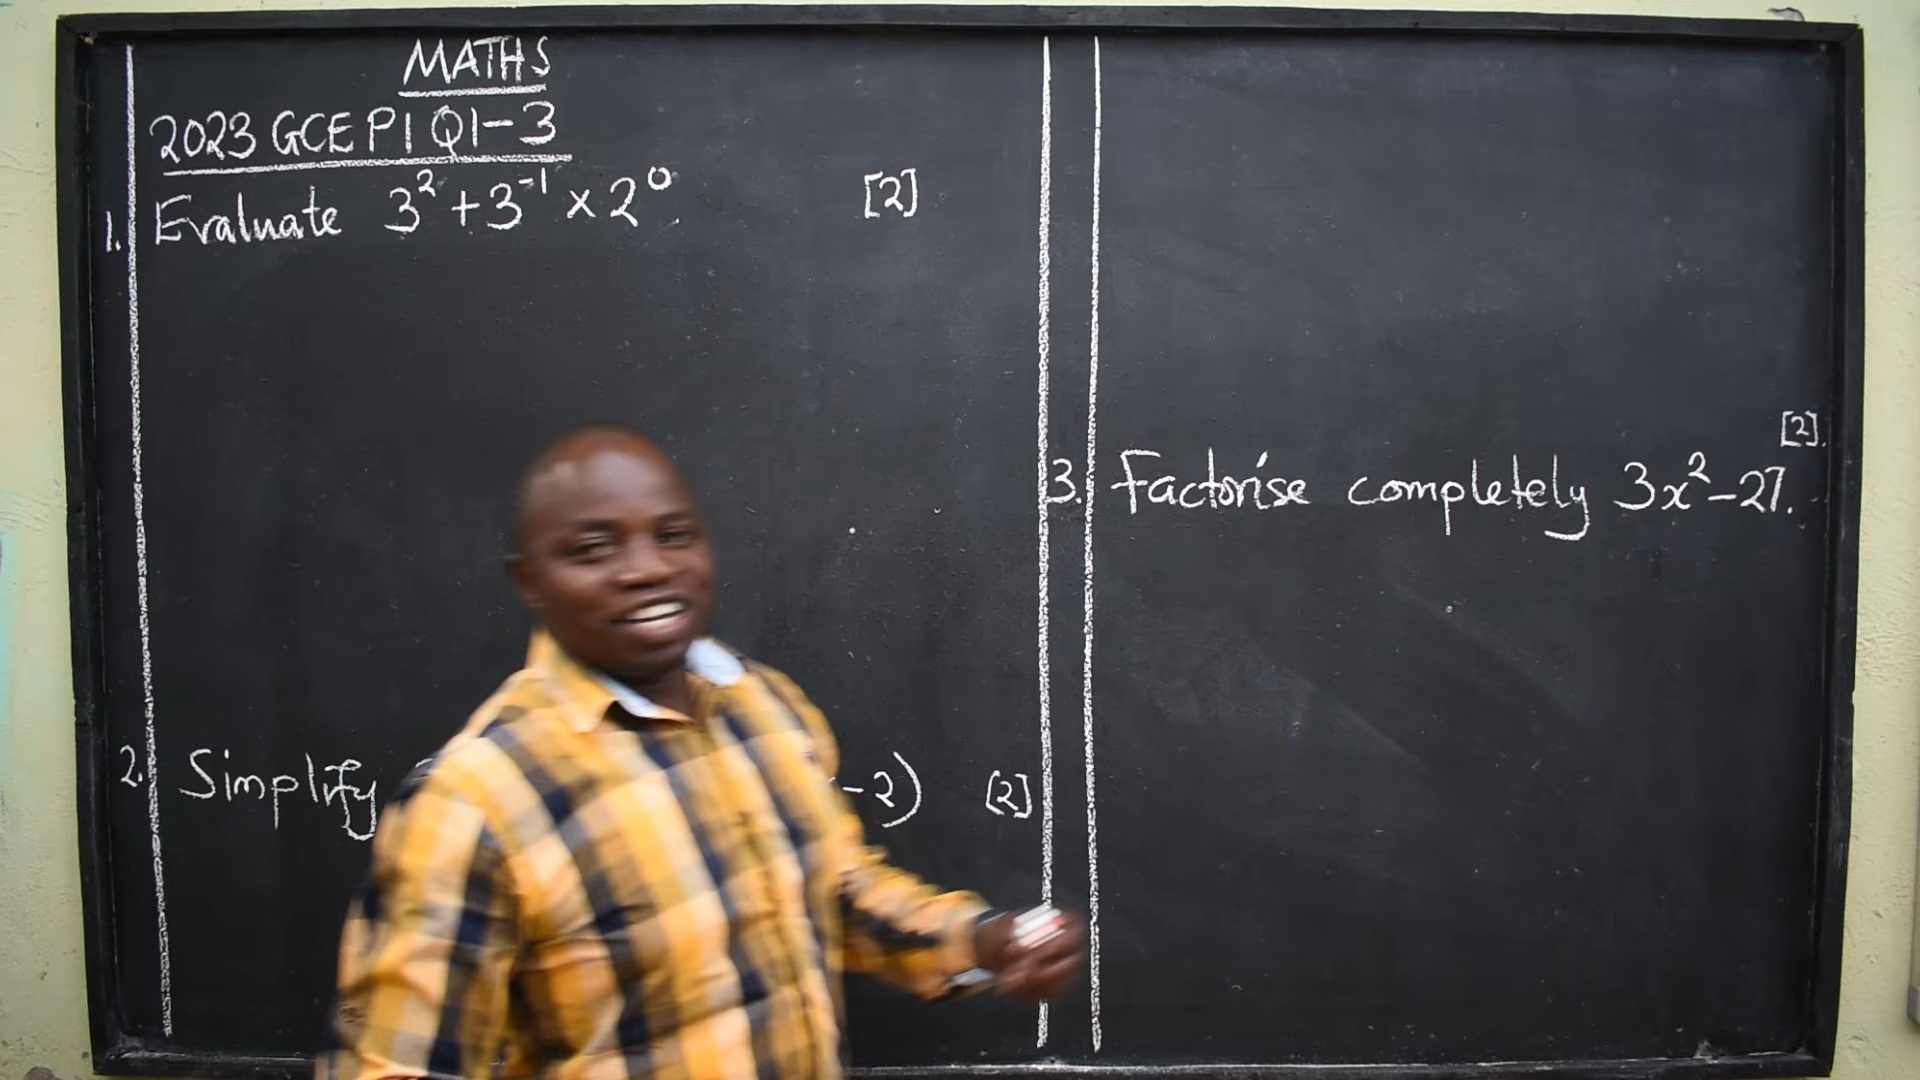 MATHS
2023 GCE P1 Q1-3
1. Evaluate 3² + 3⁻¹ × 2⁰. [2]
2. Simplify -2) [2]
[2].
3. Factorise completely 3x² - 27.